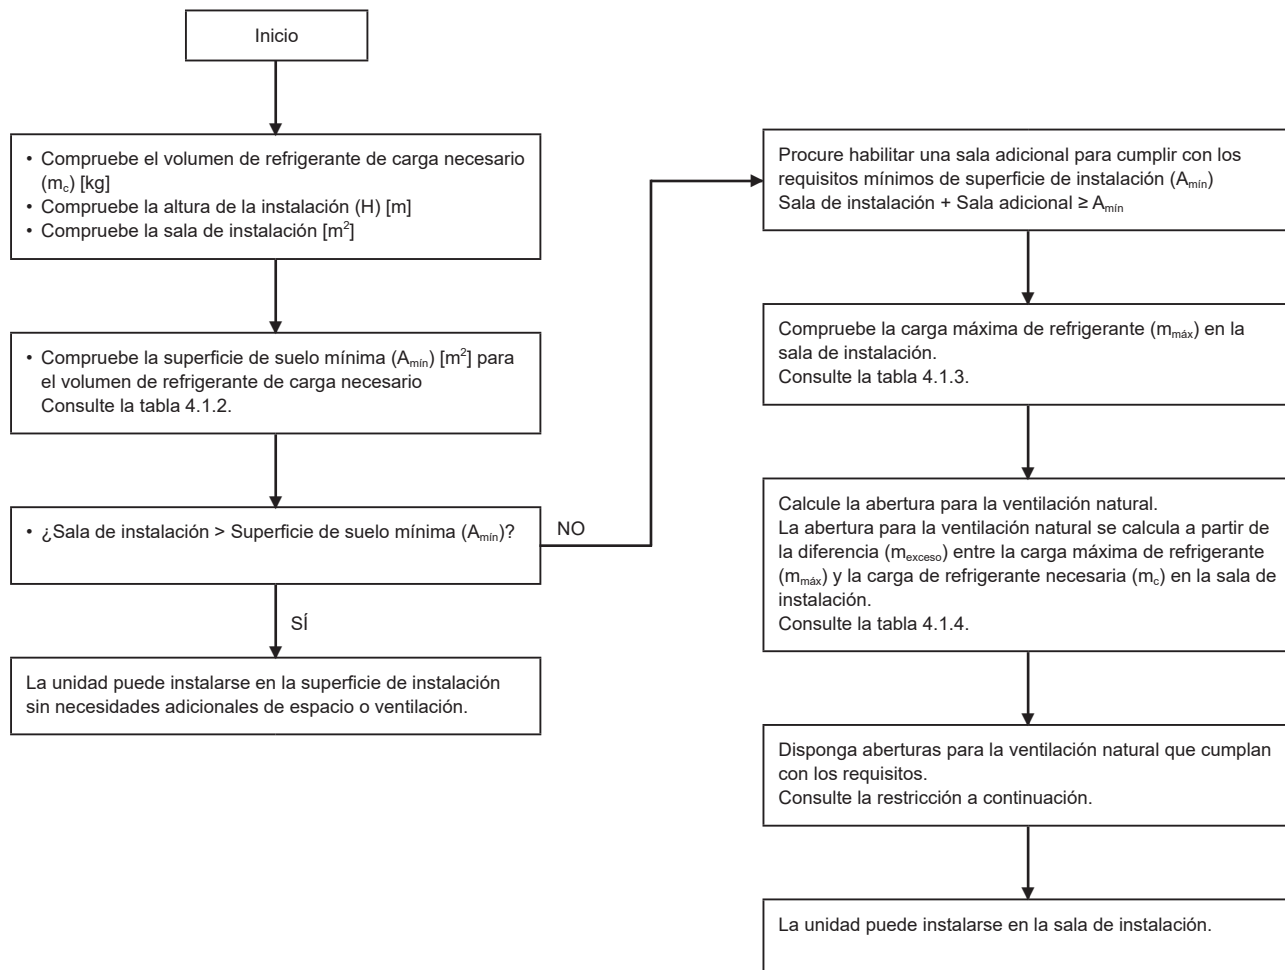 Inicio
• Compruebe el volumen de refrigerante de carga necesario
(mc) [kg]
• Compruebe la altura de la instalación (H) [m]
• Compruebe la sala de instalación [m²]
• Compruebe la superficie de suelo mínima (Amín) [m²] para
el volumen de refrigerante de carga necesario
Consulte la tabla 4.1.2.
• ¿Sala de instalación > Superficie de suelo mínima (Amín)?
NO
SÍ
La unidad puede instalarse en la superficie de instalación
sin necesidades adicionales de espacio o ventilación.
Procure habilitar una sala adicional para cumplir con los
requisitos mínimos de superficie de instalación (Amín)
Sala de instalación + Sala adicional ≥ Amín
Compruebe la carga máxima de refrigerante (mmáx) en la
sala de instalación.
Consulte la tabla 4.1.3.
Calcule la abertura para la ventilación natural.
La abertura para la ventilación natural se calcula a partir de
la diferencia (mexceso) entre la carga máxima de refrigerante
(mmáx) y la carga de refrigerante necesaria (mc) en la sala de
instalación.
Consulte la tabla 4.1.4.
Disponga aberturas para la ventilación natural que cumplan
con los requisitos.
Consulte la restricción a continuación.
La unidad puede instalarse en la sala de instalación.